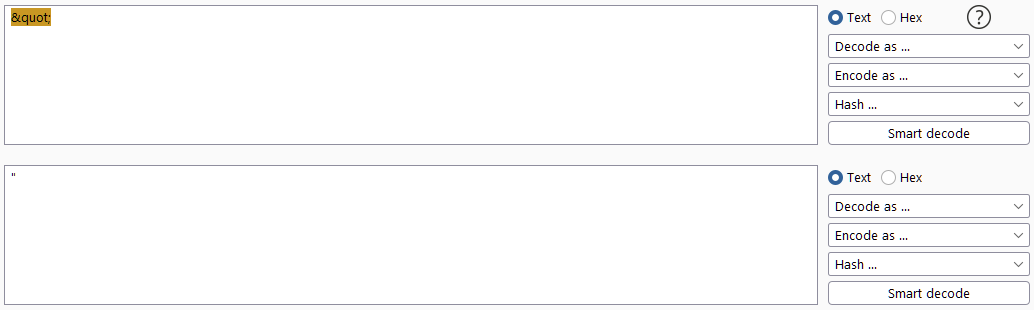 &quot;
Text Hex ?
Decode as ...
Encode as ...
Hash ...
Smart decode
"
Text Hex
Decode as ...
Encode as ...
Hash ...
Smart decode